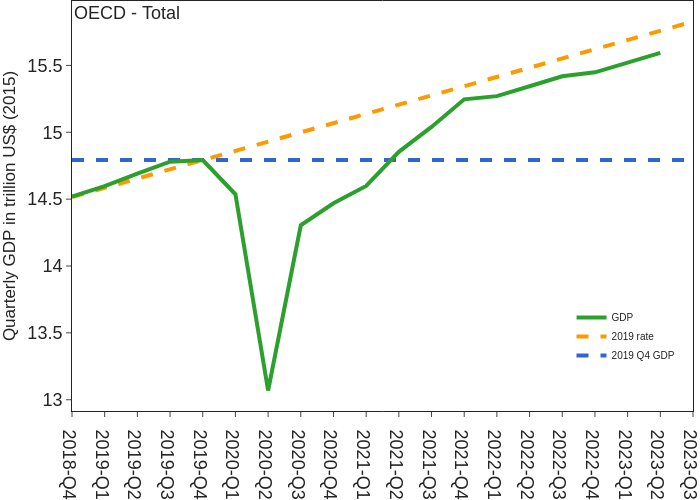 OECD - Total
Quarterly GDP in trillion US$ (2015)
15.5
15
14.5
14
13.5
13
GDP
2019 rate
2019 Q4 GDP
2018-Q4
2019-Q1
2019-Q2
2019-Q3
2019-Q4
2020-Q1
2020-Q2
2020-Q3
2020-Q4
2021-Q1
2021-Q2
2021-Q3
2021-Q4
2022-Q1
2022-Q2
2022-Q3
2022-Q4
2023-Q1
2023-Q2
2023-Q3